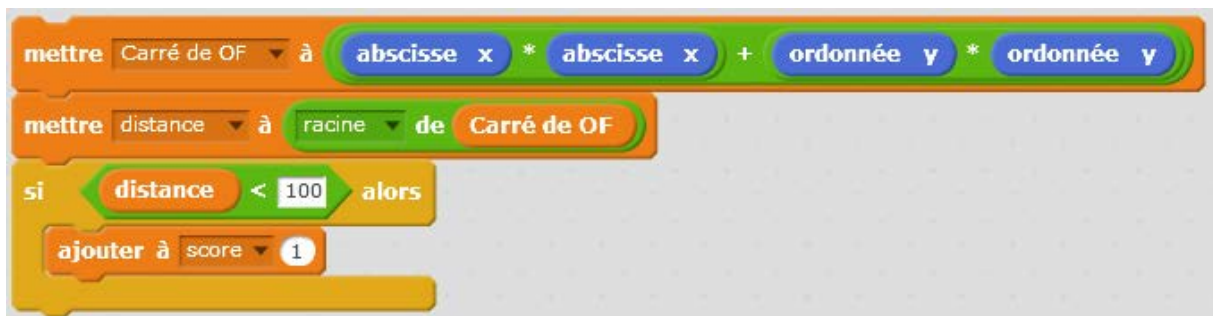 mettre Carré de OF à abscisse x * abscisse x + ordonnée y * ordonnée y
mettre distance à racine de Carré de OF
si distance < 100 alors
ajouter à score 1